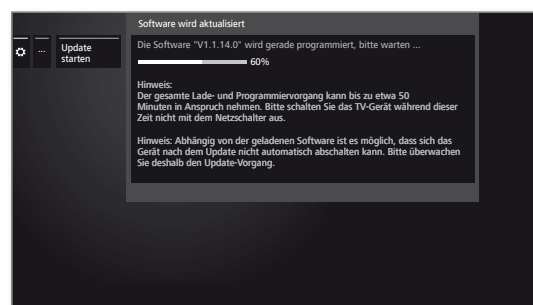 Software wird aktualisiert
... Update
starten
Die Software "V1.1.14.0" wird gerade programmiert, bitte warten ...
60%
Hinweis:
Der gesamte Lade- und Programmiervorgang kann bis zu etwa 50
Minuten in Anspruch nehmen. Bitte schalten Sie das TV-Gerät während dieser
Zeit nicht mit dem Netzschalter aus.
Hinweis: Abhängig von der geladenen Software ist es möglich, dass sich das
Gerät nach dem Update nicht automatisch abschalten kann. Bitte überwachen
Sie deshalb den Update-Vorgang.